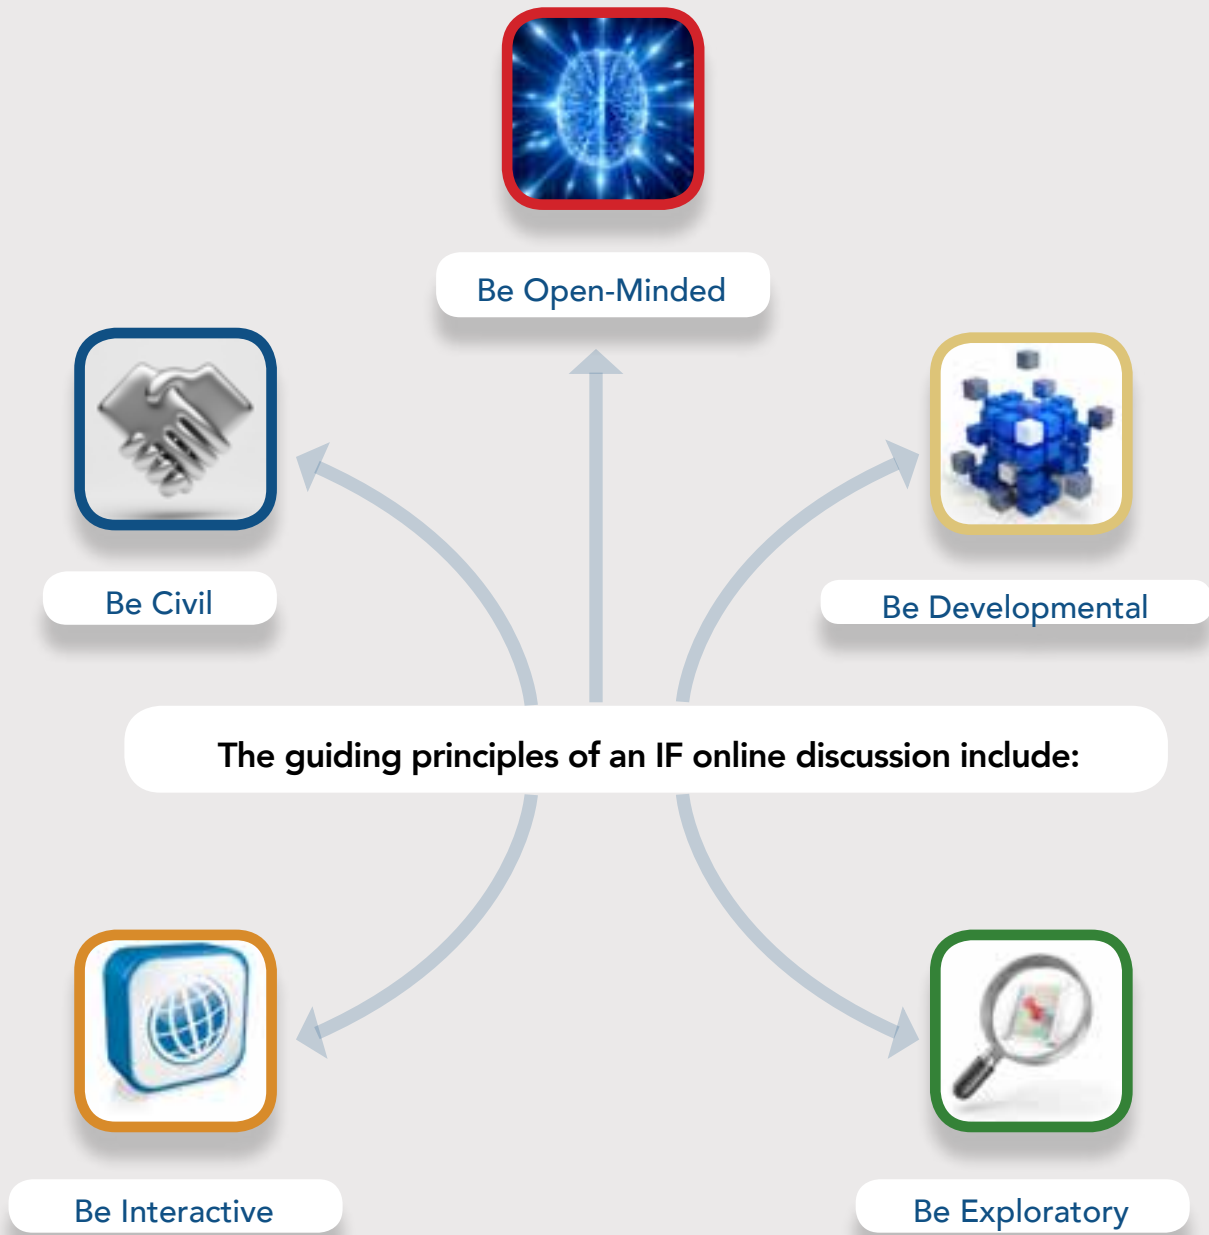 Be Open-Minded
Be Civil
Be Developmental
The guiding principles of an IF online discussion include:
Be Interactive
Be Exploratory